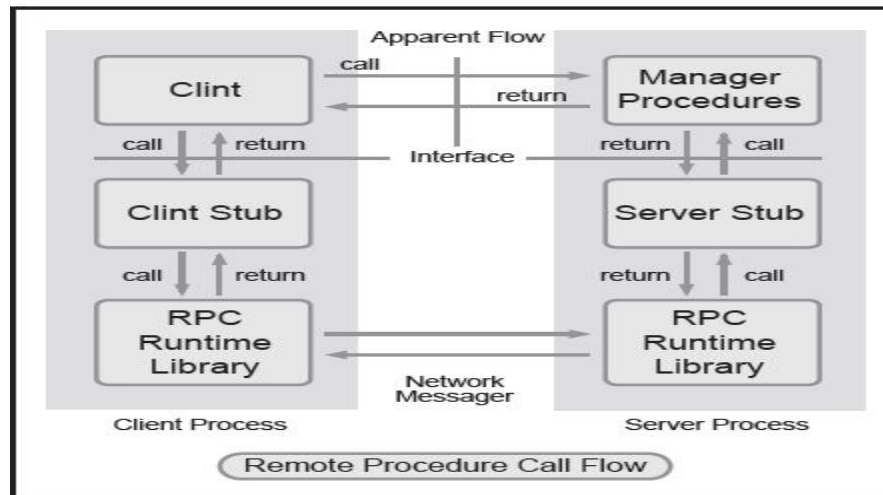 Apparent Flow
Clint
call
return
Manager
Procedures
call
return
Interface
return
call
Clint Stub
Server Stub
call
return
return
call
RPC
Runtime
Library
RPC
Runtime
Library
Network
Messager
Client Process
Server Process
Remote Procedure Call Flow